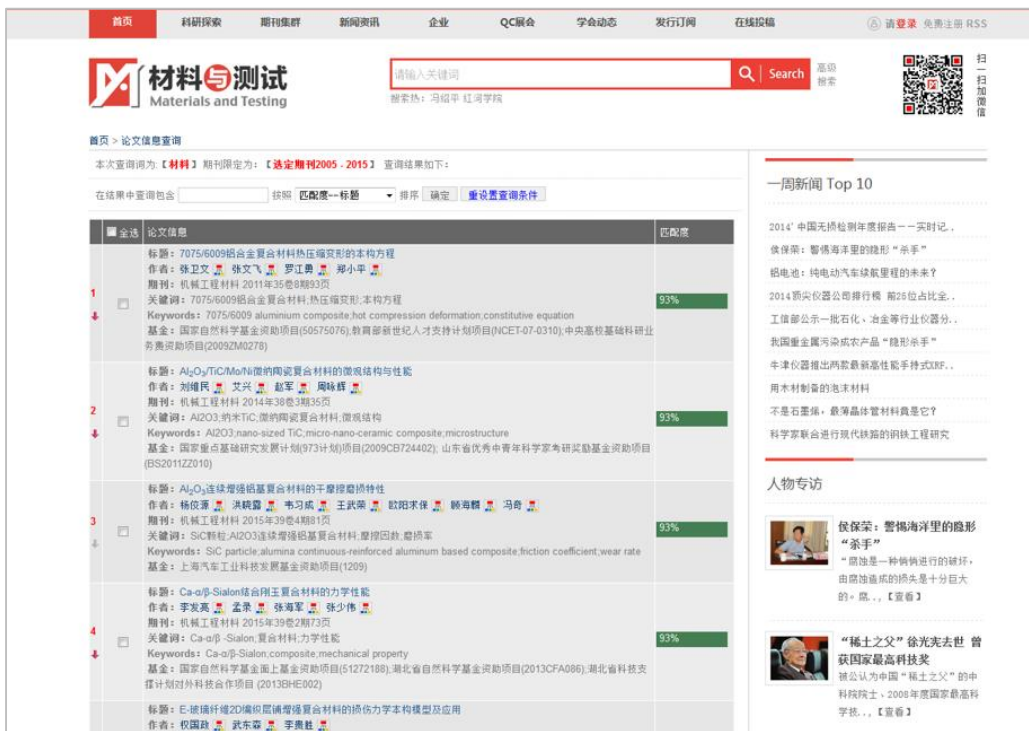 首页 科研探索 期刊集群 新闻资讯 企业 QC展会 学会动态 发行订阅 在线投稿 请登录 免费注册 RSS
材料与测试
Materials and Testing
请输入关键词 Search 高级搜索
搜索热: 冯绍平 红河学院
扫一扫加微信
首页 > 论文信息查询
本次查询词为:【材料】 期刊限定为:【选定期刊2005 - 2015】 查询结果如下:
在结果中查询包含 按照 匹配度--标题 排序 确定 重设置查询条件
全选 论文信息 匹配度
1
标题: 7075/6009铝合金复合材料热压缩变形的本构方程
作者: 张卫文 张文飞 罗江勇 郑小平
期刊: 机械工程材料 2011年35卷8期93页
关键词: 7075/6009铝合金复合材料;热压缩变形;本构方程
Keywords: 7075/6009 aluminium composite;hot compression deformation;constitutive equation
基金: 国家自然科学基金资助项目(50575076);教育部新世纪人才支持计划项目(NCET-07-0310);中央高校基础科研业
务费资助项目(2009ZM0278)
93%
2
标题: Al₂O₃/TiC/Mo/Ni微纳陶瓷复合材料的微观结构与性能
作者: 刘维民 艾兴 赵军 周咏辉
期刊: 机械工程材料 2014年38卷3期35页
关键词: Al2O3;纳米TiC;微纳陶瓷复合材料;微观结构
Keywords: Al2O3;nano-sized TiC;micro-nano-ceramic composite;microstructure
基金: 国家重点基础研究发展计划(973计划)项目(2009CB724402); 山东省优秀中青年科学家考研奖励基金资助项目
(BS2011ZZ010)
93%
3
标题: Al₂O₃连续增强铝基复合材料的干摩擦磨损特性
作者: 杨佼源 洪晓露 韦习成 王武荣 欧阳求保 顾海麟 冯奇
期刊: 机械工程材料 2015年39卷4期81页
关键词: SiC颗粒;Al2O3连续增强铝基复合材料;摩擦因数;磨损率
Keywords: SiC particle;alumina continuous-reinforced aluminum based composite;friction coefficient;wear rate
基金: 上海汽车工业科技发展基金资助项目(1209)
93%
4
标题: Ca-α/β-Sialon结合刚玉复合材料的力学性能
作者: 李发亮 孟录 张海军 张少伟
期刊: 机械工程材料 2015年39卷2期73页
关键词: Ca-α/β -Sialon;复合材料;力学性能
Keywords: Ca-α/β-Sialon;composite;mechanical property
基金: 国家自然科学基金面上基金资助项目(51272188);湖北省自然科学基金资助项目(2013CFA086);湖北省科技支
撑计划对外科技合作项目 (2013BHE002)
93%
标题: E-玻璃纤维2D编织层铺增强复合材料的损伤力学本构模型及应用
作者: 权国政 武东森 李贵胜
一周新闻 Top 10
2014' 中国无损检测年度报告——实时记..
侯保荣: 警惕海洋里的隐形“杀手”
铝电池: 纯电动汽车续航里程的未来?
2014顶尖仪器公司排行榜 前25位占比全..
工信部公示一批石化、冶金等行业仪器分..
我国重金属污染成农产品“隐形杀手”
牛津仪器推出两款最新高性能手持式XRF..
用木材制备的泡沫材料
不是石墨烯, 最薄晶体管材料竟是它?
科学家联合进行现代铁路的钢铁工程研究
人物专访
侯保荣: 警惕海洋里的隐形
“杀手”
“腐蚀是一种悄悄进行的破坏,
由腐蚀造成的损失是十分巨大
的。腐..,【查看】
“稀土之父”徐光宪去世 曾
获国家最高科技奖
被公认为中国“稀土之父”的中
科院院士、2008年度国家最高科
学技..,【查看】